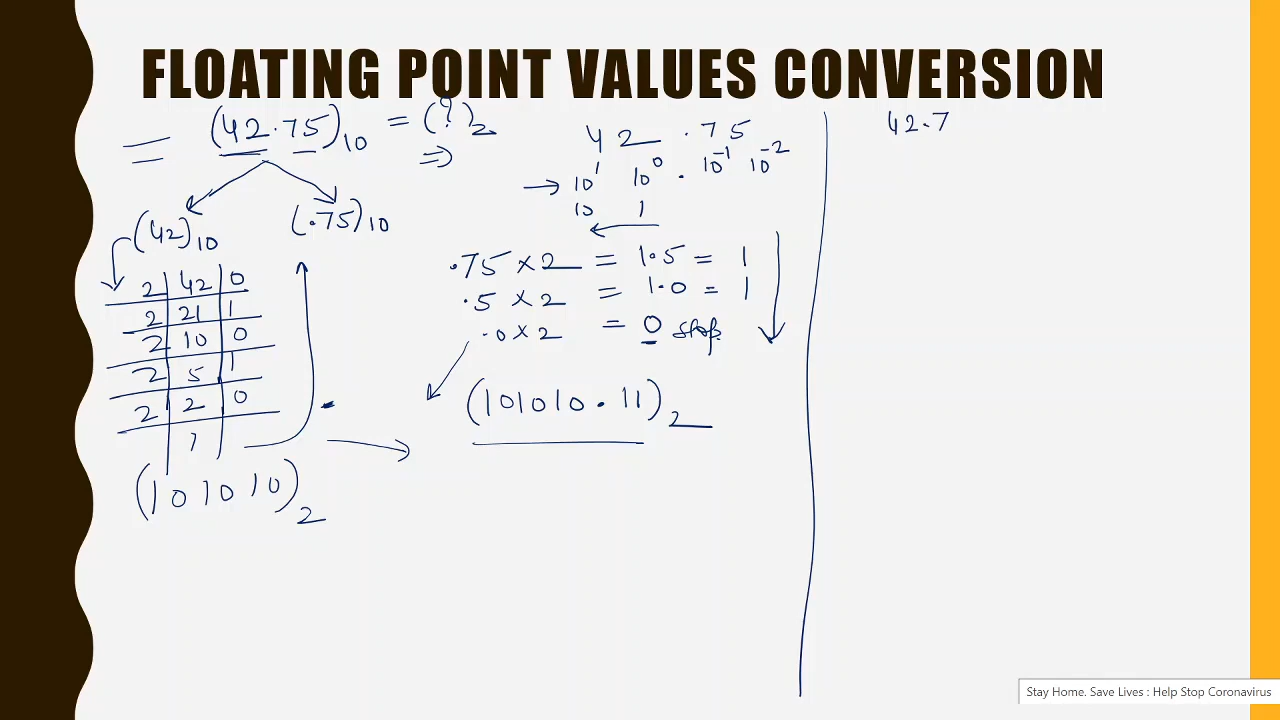 FLOATING POINT VALUES CONVERSION
= (42.75)10 = (?)2
⇒
(42)10 (.75)10
2 42 0
2 21 1
2 10 0
2 5 1
2 2 0
1
(101010)2
42 .75
→ 10^1 10^0 . 10^-1 10^-2
10 1
.75 × 2 = 1.5 = 1
.5 × 2 = 1.0 = 1
.0 × 2 = 0 stop.
(101010.11)2
42.7
Stay Home. Save Lives : Help Stop Coronavirus